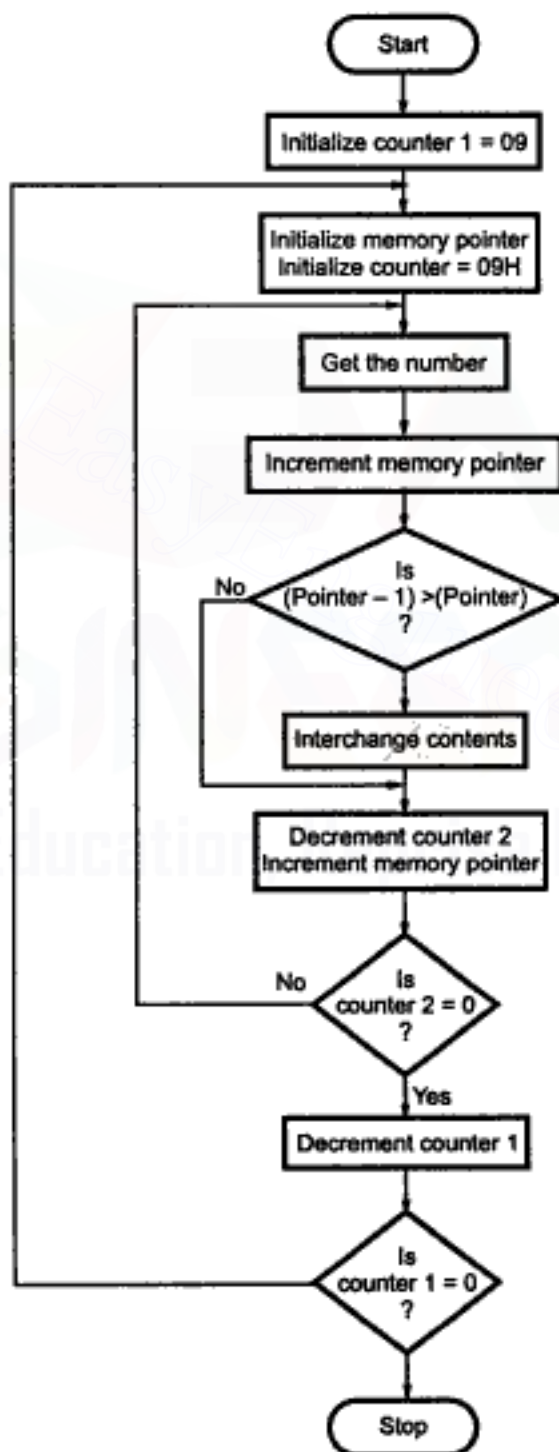 Start
Initialize counter 1 = 09
Initialize memory pointer
Initialize counter = 09H
Get the number
Increment memory pointer
Is
(Pointer – 1) >(Pointer)
?
No
Interchange contents
Decrement counter 2
Increment memory pointer
Is
counter 2 = 0
?
No
Yes
Decrement counter 1
Is
counter 1 = 0
?
Stop